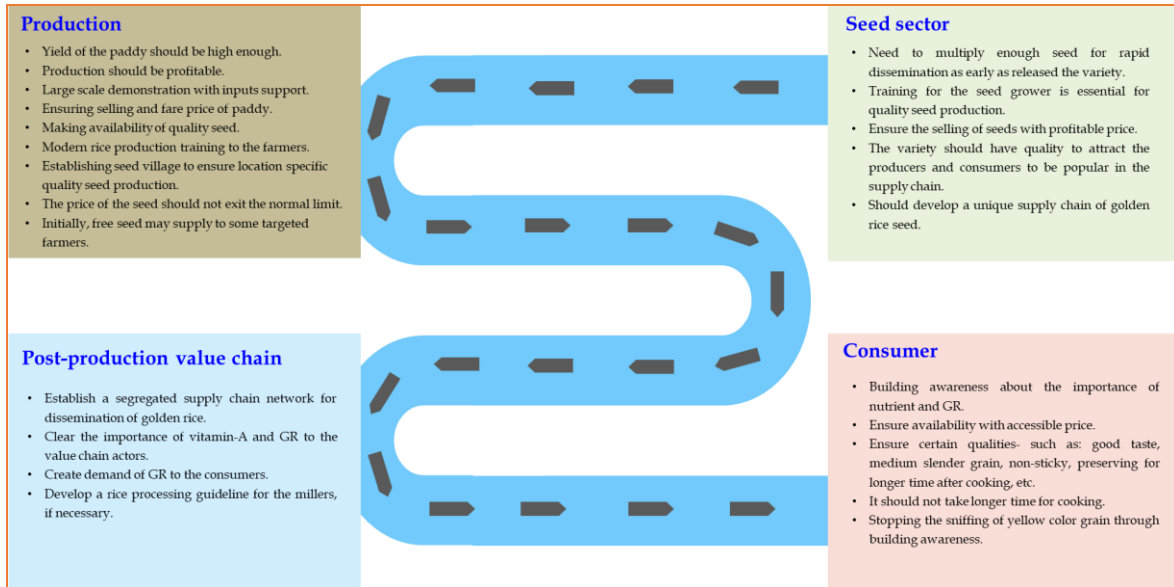 Production
• Yield of the paddy should be high enough.
• Production should be profitable.
• Large scale demonstration with inputs support.
• Ensuring selling and fare price of paddy.
• Making availability of quality seed.
• Modern rice production training to the farmers.
• Establishing seed village to ensure location specific
quality seed production.
• The price of the seed should not exit the normal limit.
• Initially, free seed may supply to some targeted
farmers.
Seed sector
• Need to multiply enough seed for rapid
dissemination as early as released the variety.
• Training for the seed grower is essential for
quality seed production.
• Ensure the selling of seeds with profitable price.
• The variety should have quality to attract the
producers and consumers to be popular in the
supply chain.
• Should develop a unique supply chain of golden
rice seed.
Post-production value chain
• Establish a segregated supply chain network for
dissemination of golden rice.
• Clear the importance of vitamin-A and GR to the
value chain actors.
• Create demand of GR to the consumers.
• Develop a rice processing guideline for the millers,
if necessary.
Consumer
• Building awareness about the importance of
nutrient and GR.
• Ensure availability with accessible price.
• Ensure certain qualities- such as: good taste,
medium slender grain, non-sticky, preserving for
longer time after cooking, etc.
• It should not take longer time for cooking.
• Stopping the sniffing of yellow color grain through
building awareness.